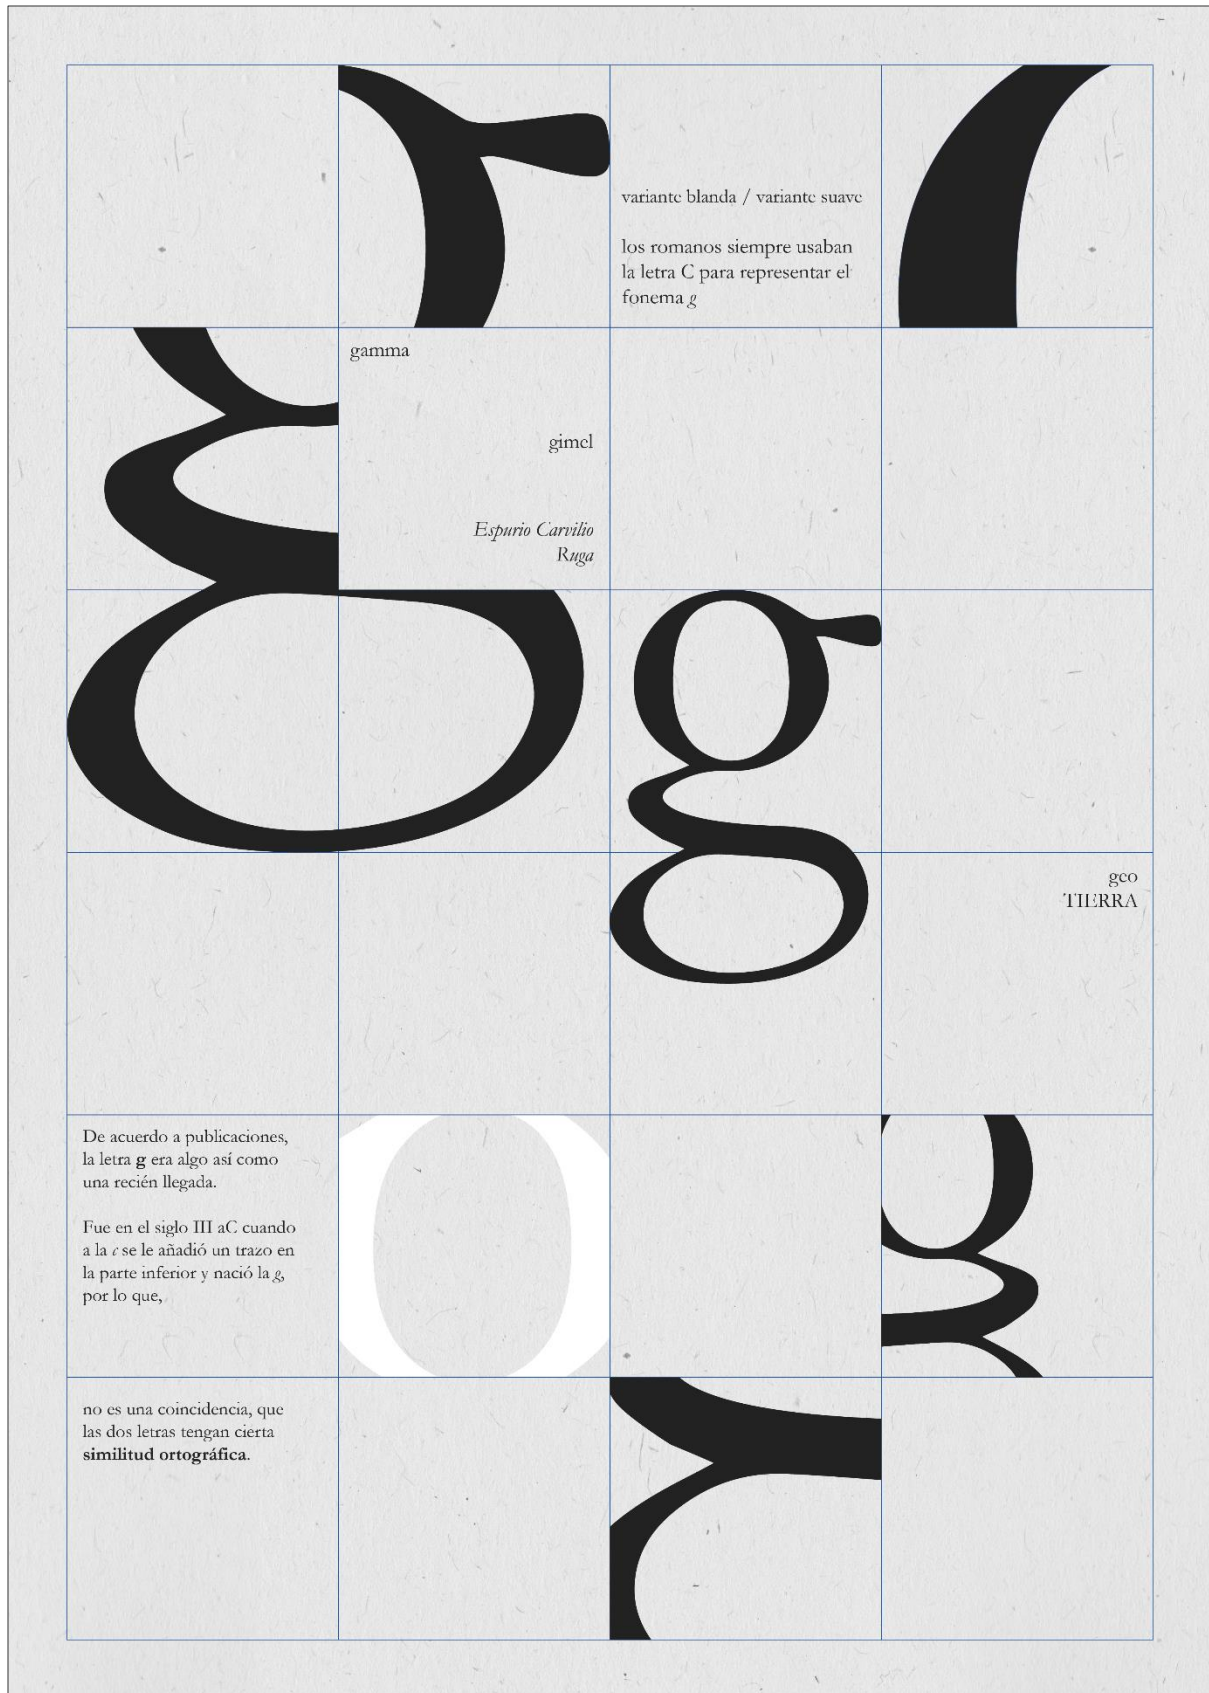 variante blanda / variante suave
los romanos siempre usaban
la letra C para representar el
fonema g
gamma
gimel
Espurio Carvilio
Ruga
g
geo
TIERRA
De acuerdo a publicaciones,
la letra g era algo así como
una recién llegada.
Fue en el siglo III aC cuando
a la c se le añadió un trazo en
la parte inferior y nació la g,
por lo que,
no es una coincidencia, que
las dos letras tengan cierta
similitud ortográfica.